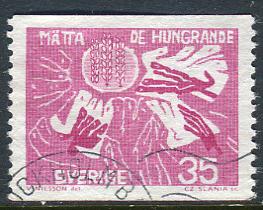 MÄTTA DE HUNGRANDE
SVERIGE 35
CZ. SLANIA SC.